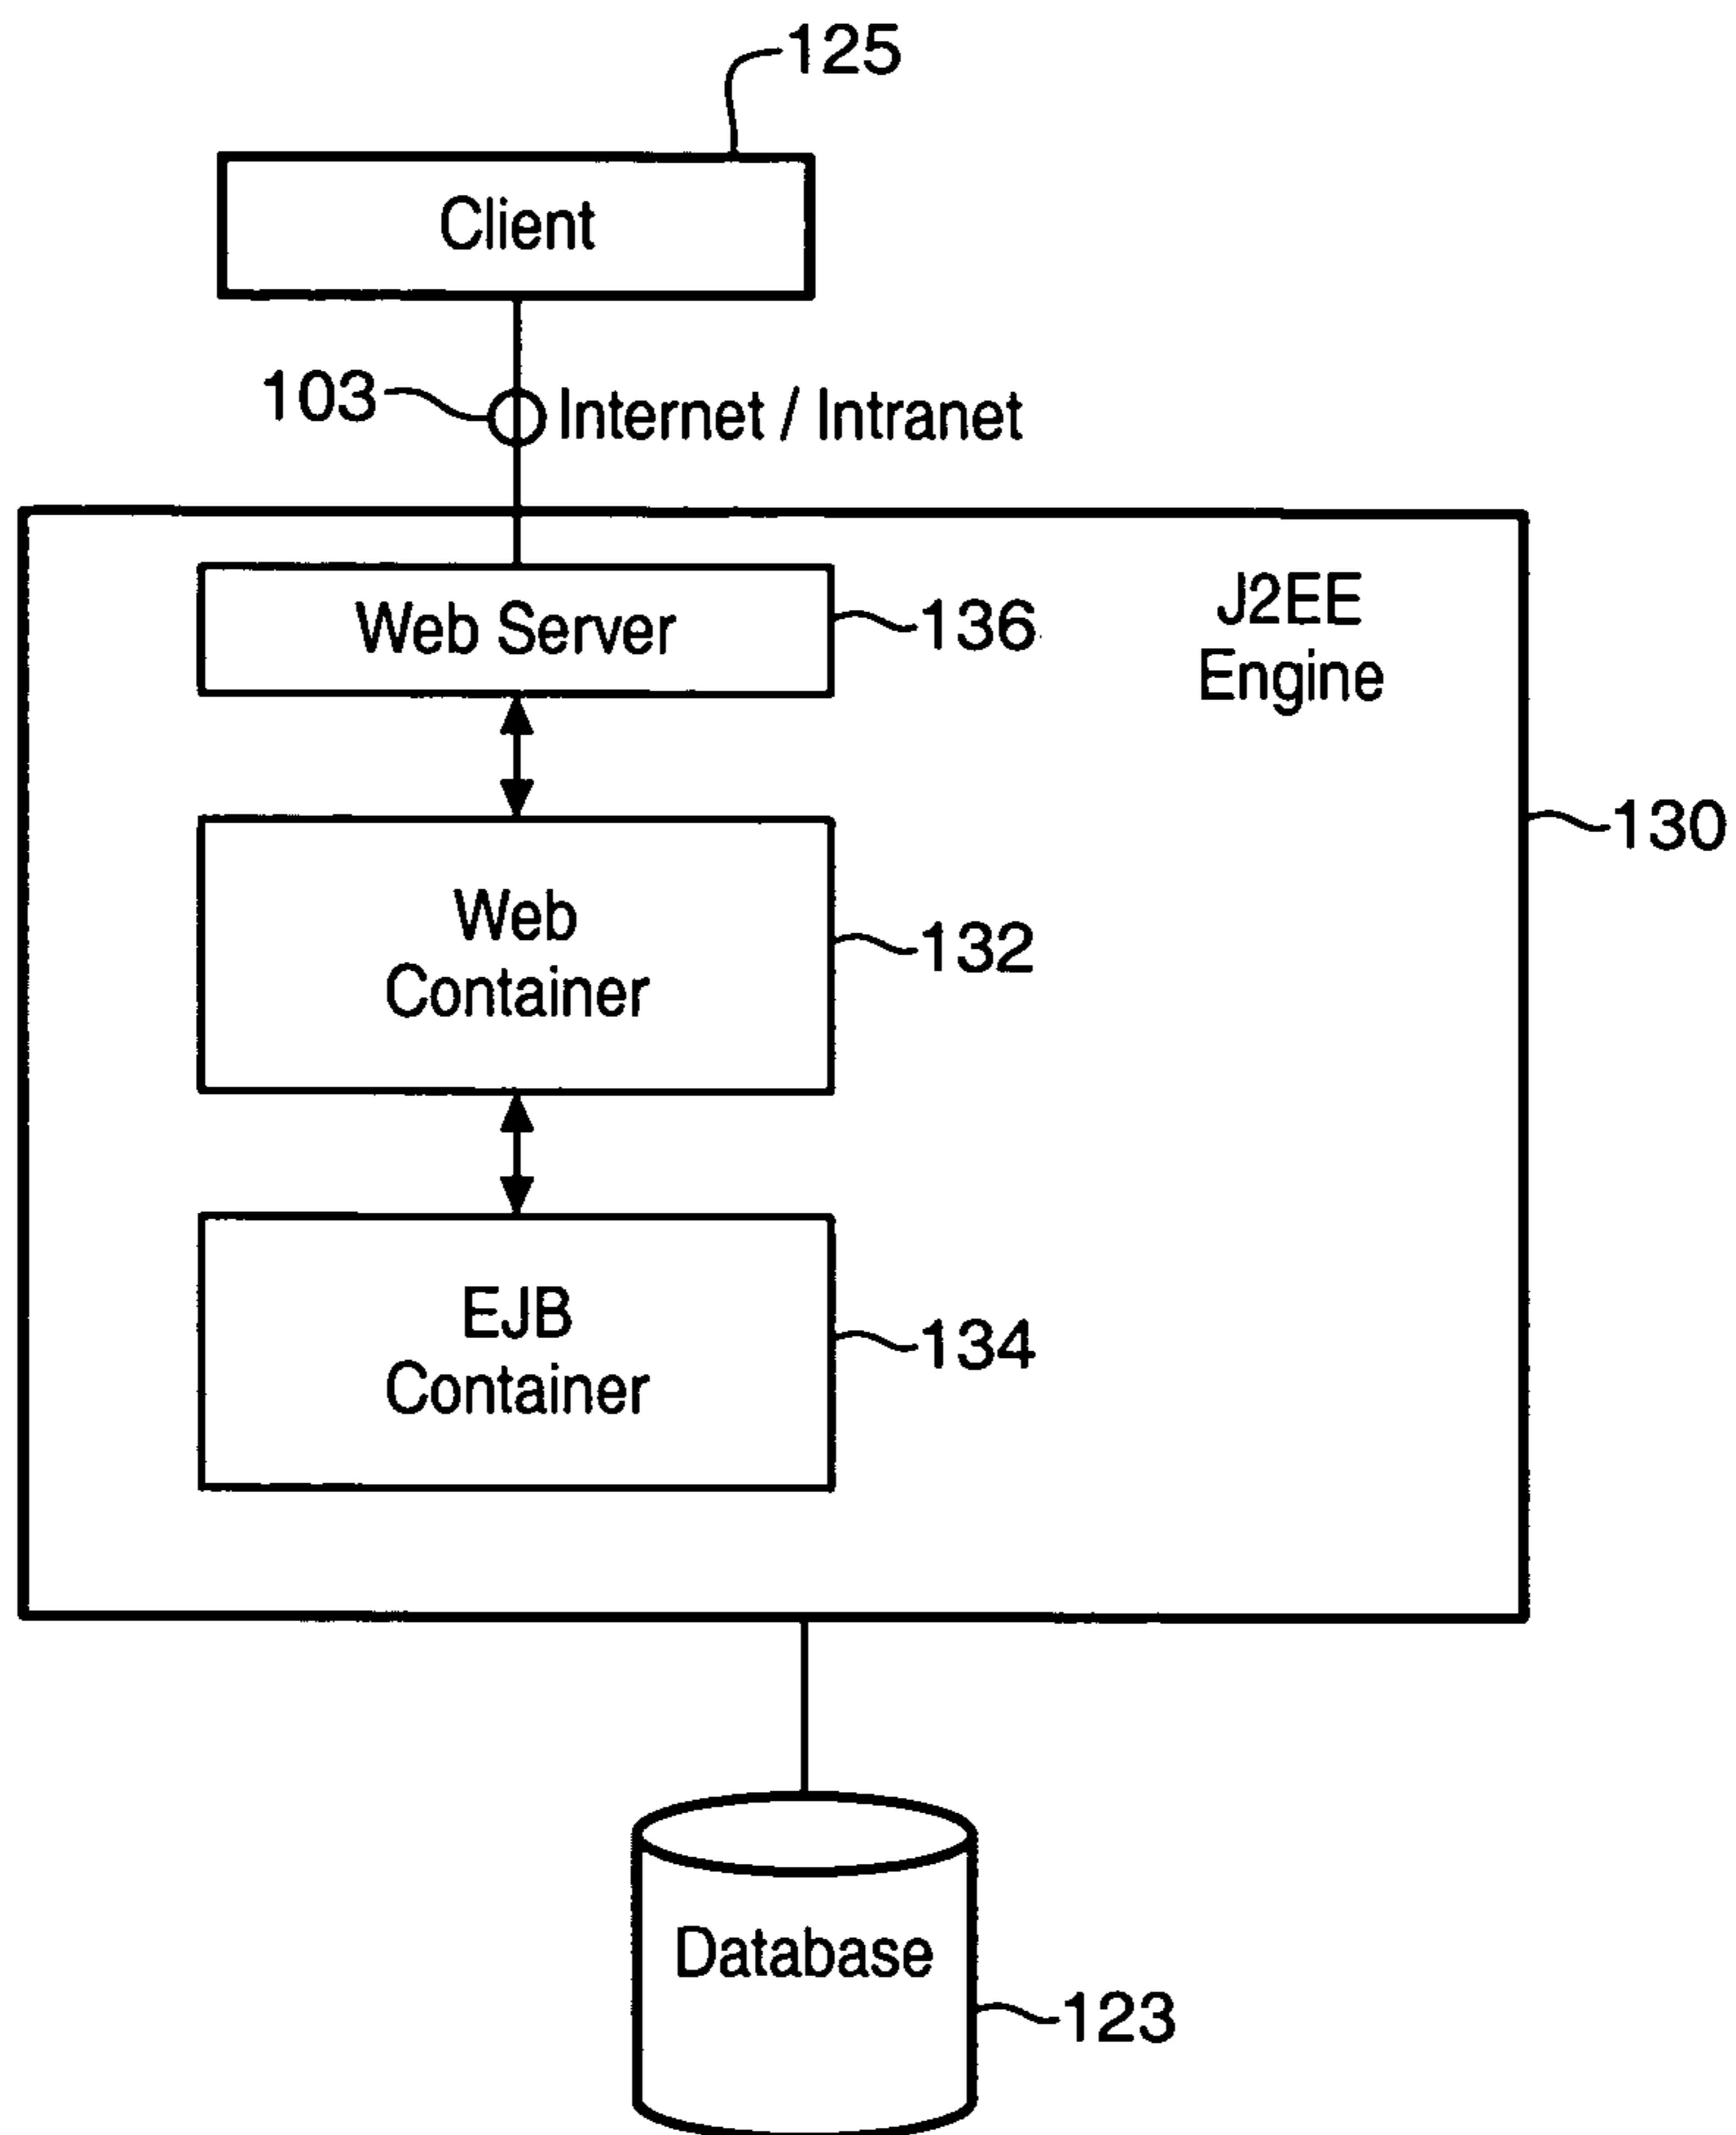 125
Client
103
Internet / Intranet
Web Server
136
J2EE
Engine
130
Web
Container
132
EJB
Container
134
Database
123